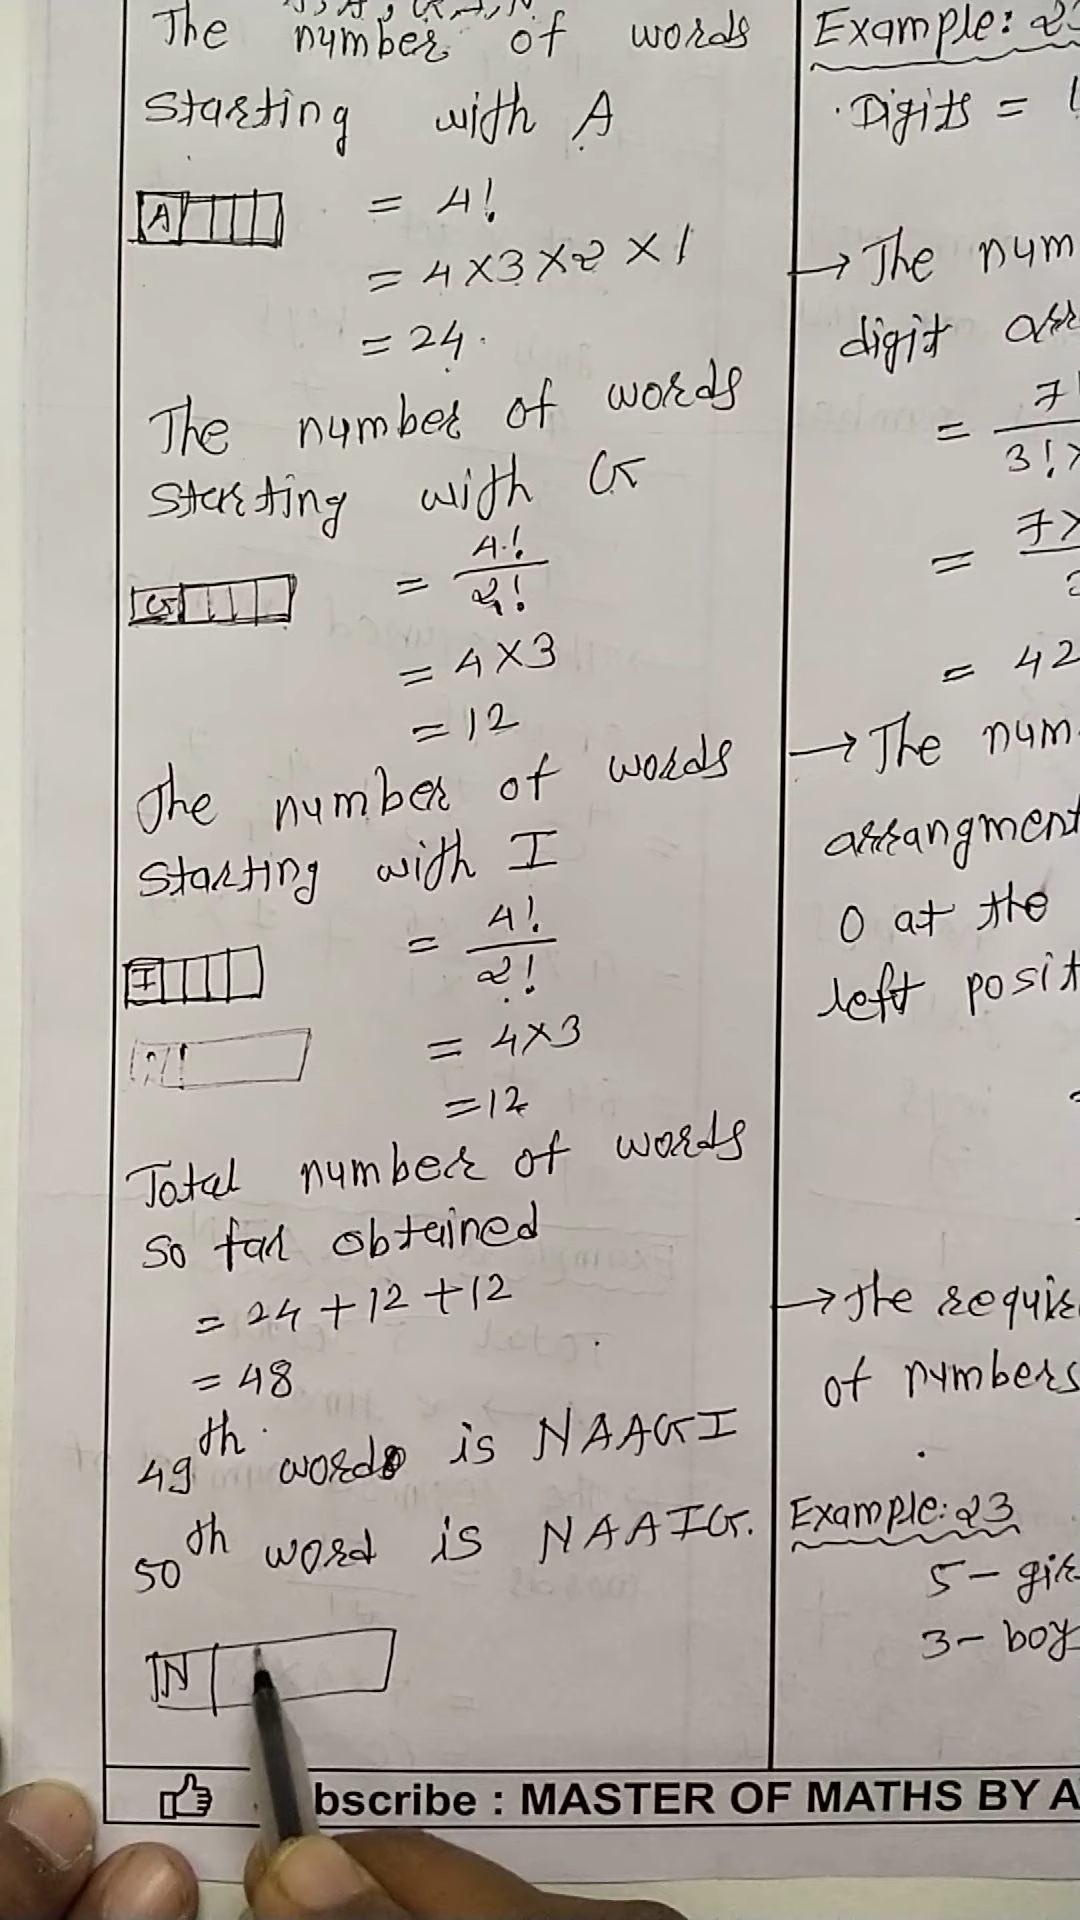 The number of words
Starting with A
A = 4!
= 4×3×2×1
= 24.
The number of words
Starting with G
G = 4!/2!
= 4×3
= 12
The number of words
Starting with I
I = 4!/2!
= 4×3
=12
Total number of words
So far obtained
= 24+12+12
= 48
49th word is NAAGI
50th word is NAAIG.
N
Example:
Digits =
→ The num
digit arr
= 7!
3!×
= 7×
= 42
→ The num
arrangment
0 at the
left posit
→ The require
of numbers
Example: 23
5 - gir
3 - boy
bscribe : MASTER OF MATHS BY A